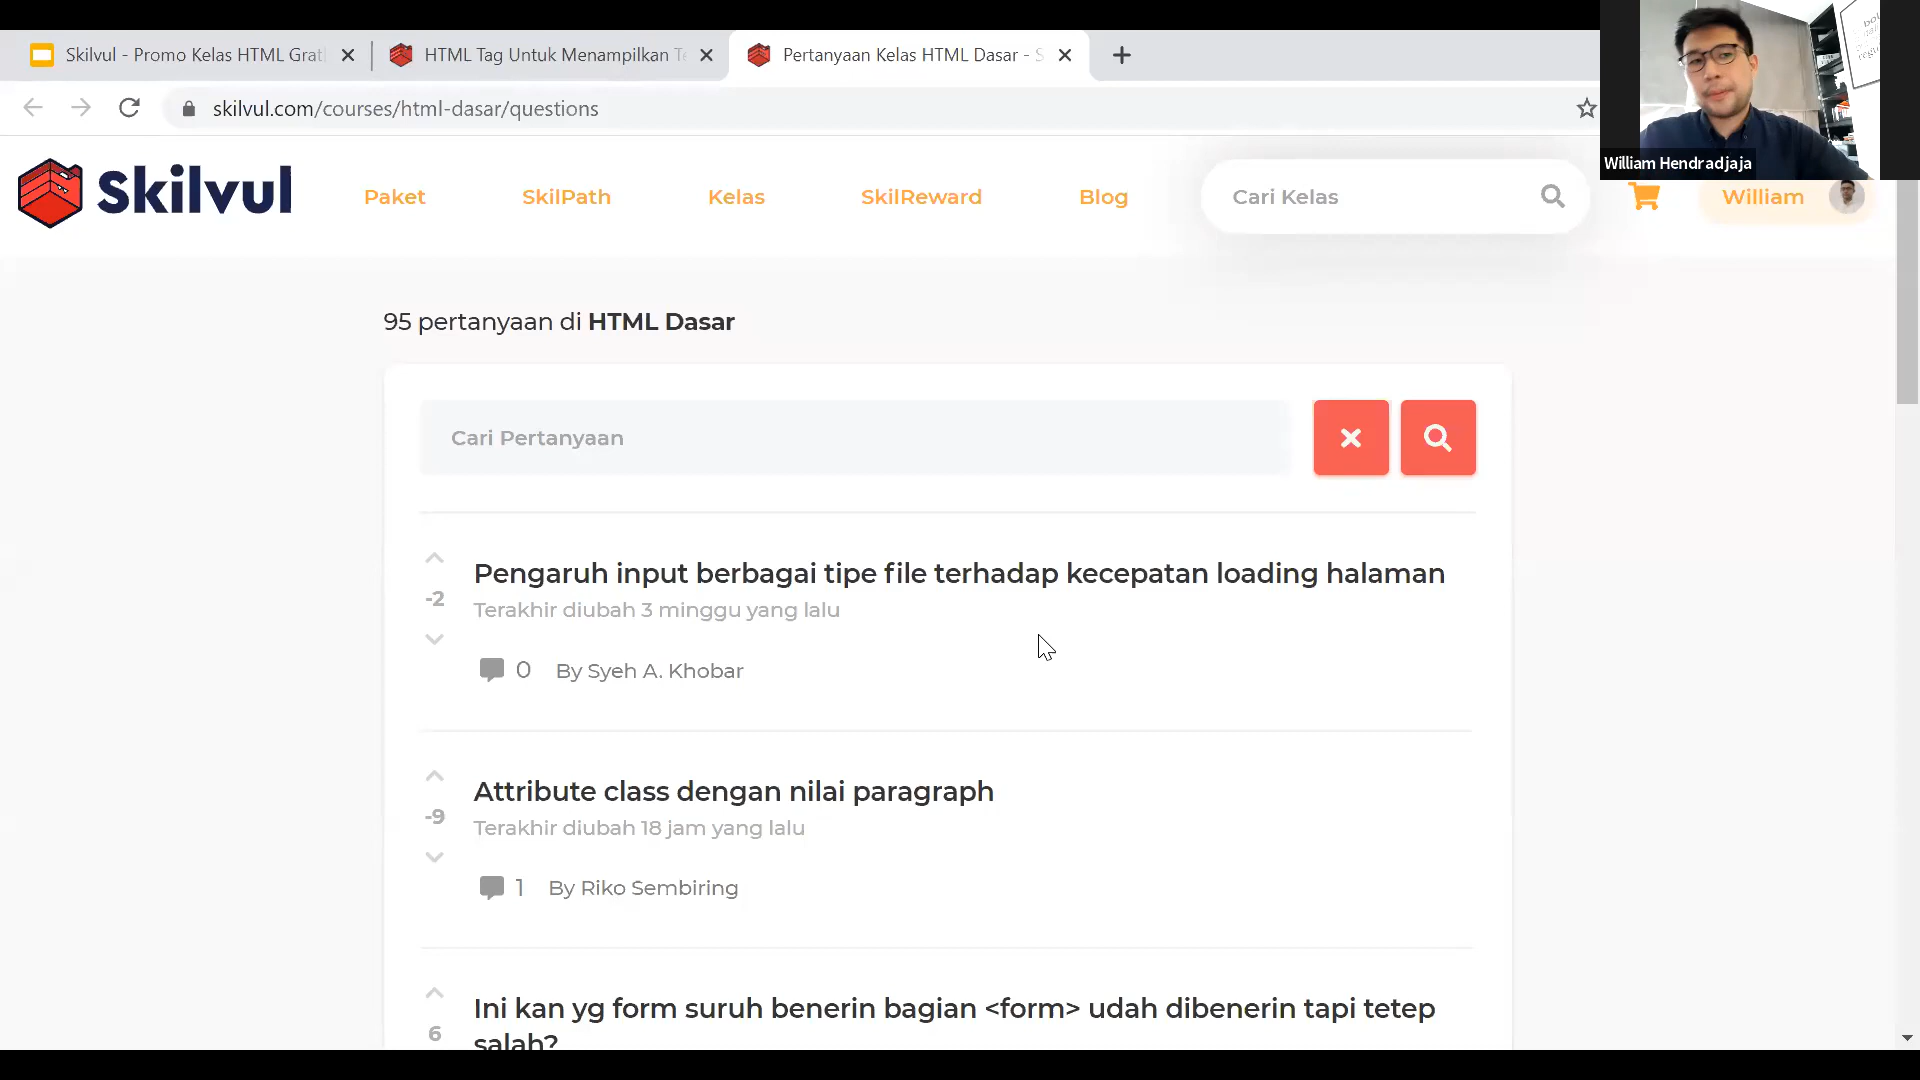 Skilvul - Promo Kelas HTML Grat
HTML Tag Untuk Menampilkan Te
Pertanyaan Kelas HTML Dasar - S
skilvul.com/courses/html-dasar/questions
William Hendradjaja
Skilvul
Paket
SkilPath
Kelas
SkilReward
Blog
Cari Kelas
William
95 pertanyaan di HTML Dasar
Cari Pertanyaan
Pengaruh input berbagai tipe file terhadap kecepatan loading halaman
-2
Terakhir diubah 3 minggu yang lalu
0 By Syeh A. Khobar
Attribute class dengan nilai paragraph
-9
Terakhir diubah 18 jam yang lalu
1 By Riko Sembiring
Ini kan yg form suruh benerin bagian <form> udah dibenerin tapi tetep
6
salah?